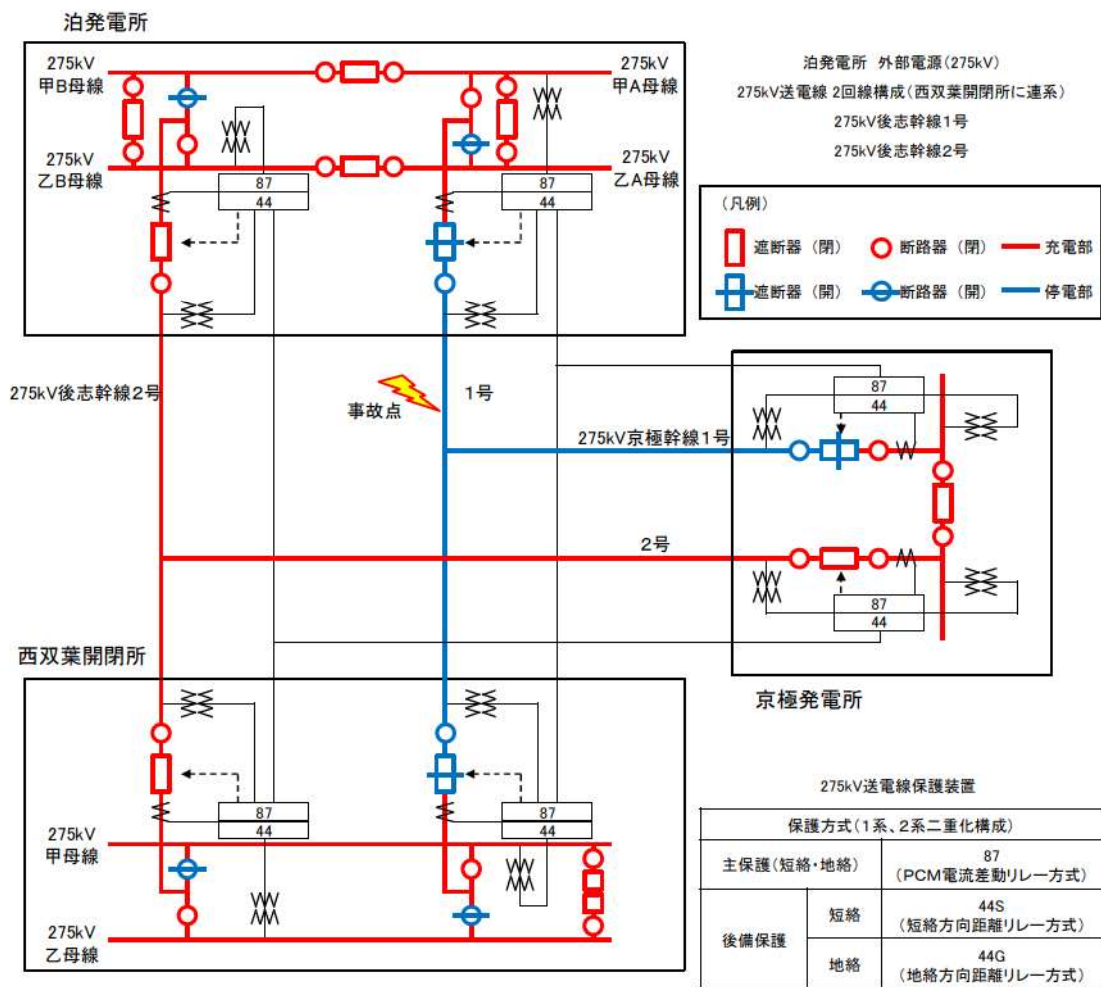 泊発電所
275kV
甲B母線
275kV
甲A母線
275kV
乙B母線
275kV
乙A母線
87
44
87
44
泊発電所 外部電源(275kV)
275kV送電線 2回線構成(西双葉開閉所に連系)
275kV後志幹線1号
275kV後志幹線2号
(凡例)
遮断器(閉)
断路器(閉)
充電部
遮断器(開)
断路器(開)
停電部
275kV後志幹線2号
事故点
1号
275kV京極幹線1号
2号
87
44
87
44
京極発電所
西双葉開閉所
87
44
87
44
275kV
甲母線
275kV
乙母線
275kV送電線保護装置
保護方式(1系、2系二重化構成)
主保護(短絡・地絡)
87
(PCM電流差動リレー方式)
後備保護
短絡
44S
(短絡方向距離リレー方式)
地絡
44G
(地絡方向距離リレー方式)